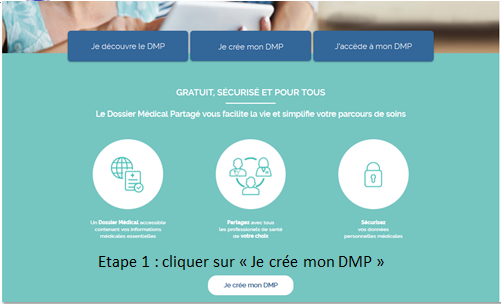 Je découvre le DMP
Je crée mon DMP
J'accède à mon DMP
GRATUIT, SÉCURISÉ ET POUR TOUS
Le Dossier Médical Partagé vous facilite la vie et simplifie votre parcours de soins
Un Dossier Médical accessible
contenant vos informations
médicales essentielles
Partagez avec tous
les professionnels de santé
de votre choix
Sécurisez
vos données
personnelles médicales
Etape 1 : cliquer sur « Je crée mon DMP »
Je crée mon DMP